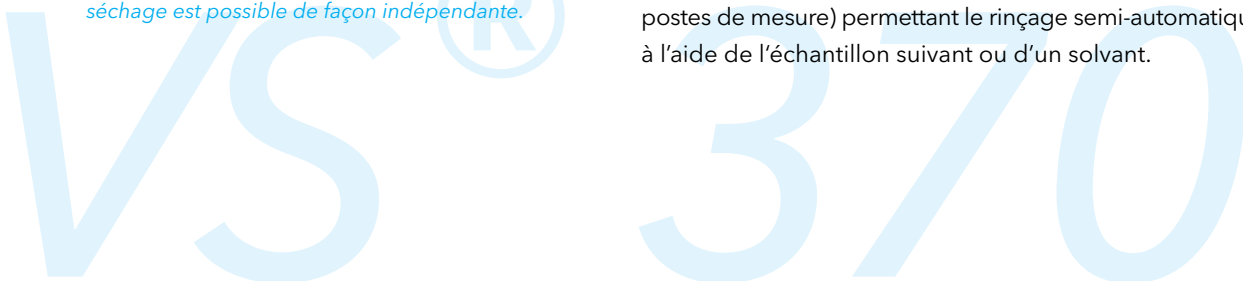 séchage est possible de façon indépendante.
postes de mesure) permettant le rinçage semi-automatiqu
à l'aide de l'échantillon suivant ou d'un solvant.
VS® 370